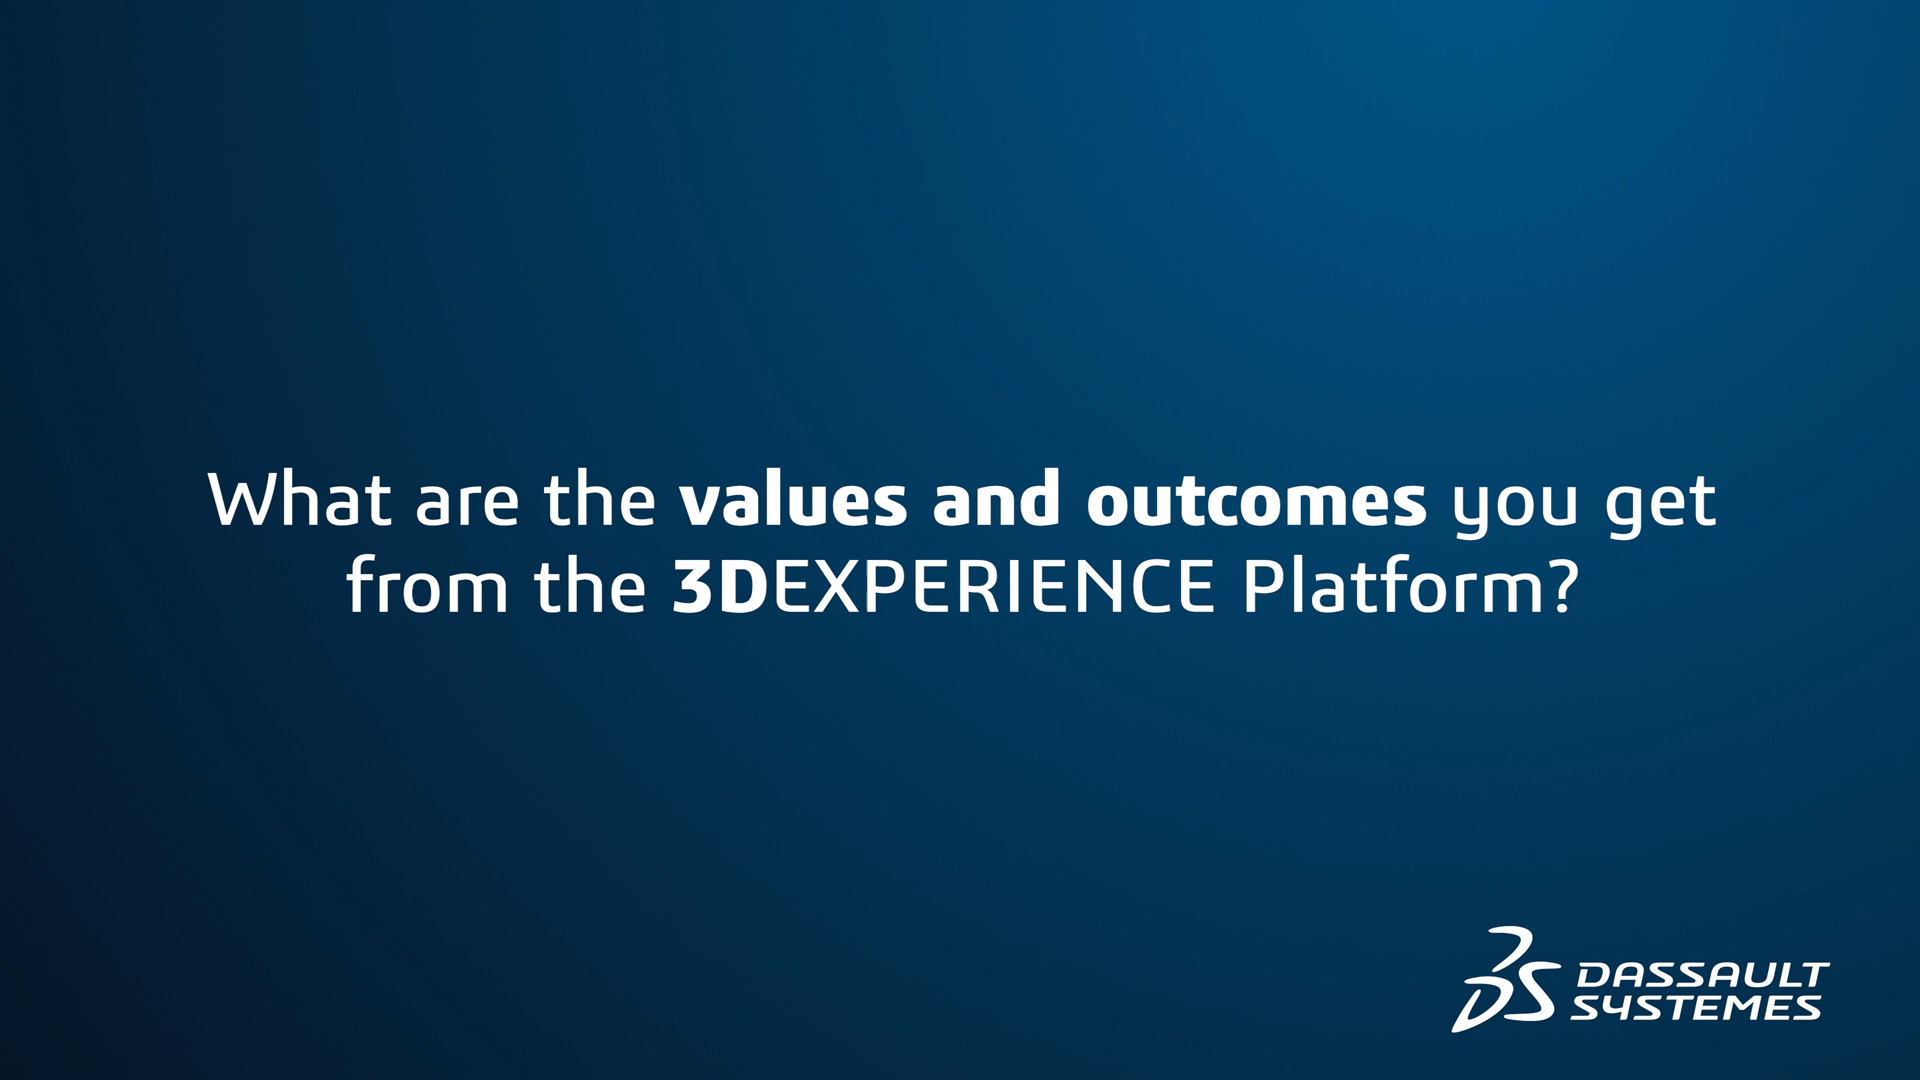 What are the values and outcomes you get
from the 3DEXPERIENCE Platform?
DASSAULT
SYSTEMES